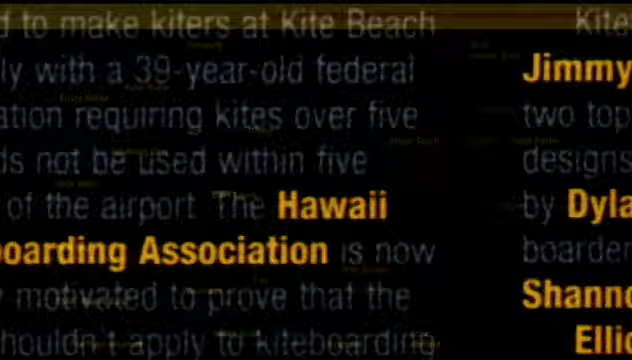 d to make kiters at Kite Beach
ly with a 39-year-old federal
ation requiring kites over five
ds not be used within five
of the airport The Hawaii
boarding Association is now
motivated to prove that the
houldn't apply to kiteboarding
Kite
Jimmy
two top
designs
by Dyla
boarder
Shanno
Ellio